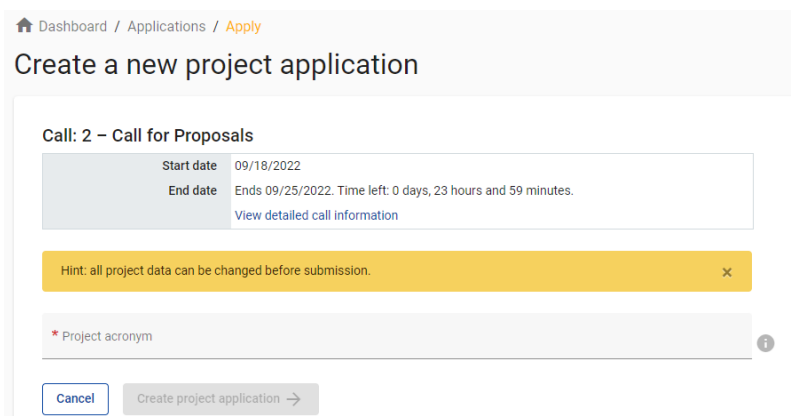 Dashboard / Applications / Apply
Create a new project application
Call: 2 – Call for Proposals
Start date 09/18/2022
End date Ends 09/25/2022. Time left: 0 days, 23 hours and 59 minutes.
View detailed call information
Hint: all project data can be changed before submission. ×
* Project acronym
Cancel Create project application →